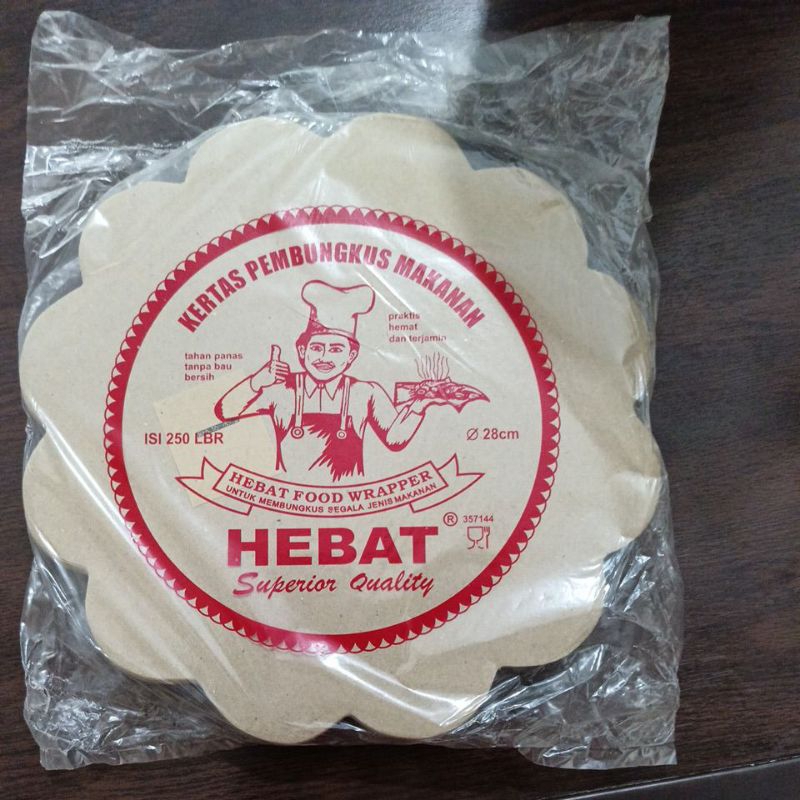 KERTAS PEMBUNGKUS MAKANAN
praktis
hemat
dan terjamin
tahan panas
tanpa bau
bersih
ISI 250 LBR
Ø 28cm
HEBAT FOOD WRAPPER
UNTUK MEMBUNGKUS SEGALA JENIS MAKANAN
® 357144
HEBAT
Superior Quality